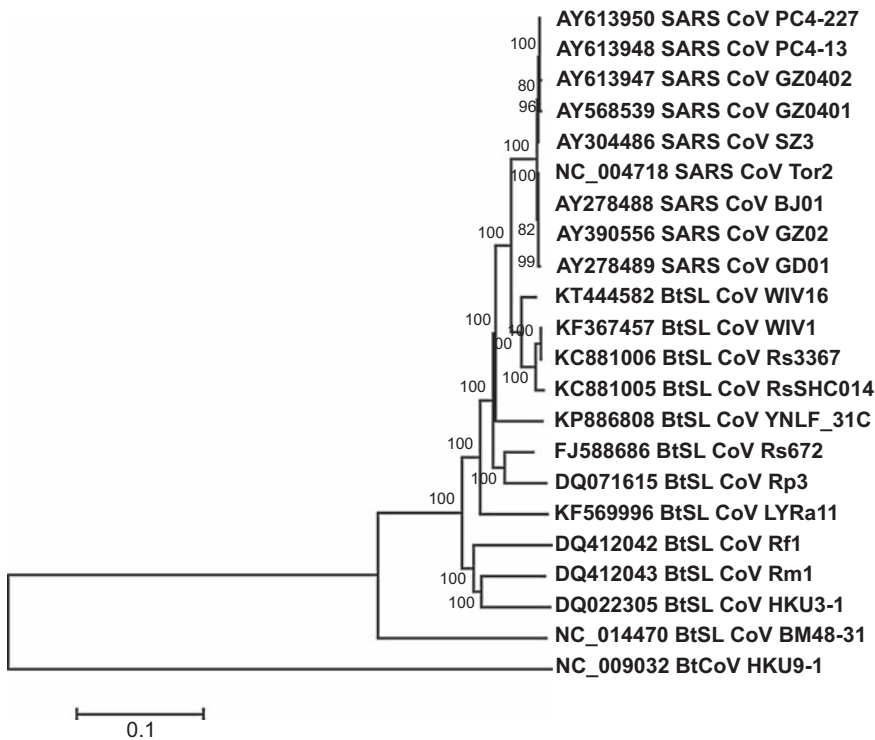 AY613950 SARS CoV PC4-227
100
AY613948 SARS CoV PC4-13
AY613947 SARS CoV GZ0402
80
96
AY568539 SARS CoV GZ0401
AY304486 SARS CoV SZ3
100
NC_004718 SARS CoV Tor2
100
AY278488 SARS CoV BJ01
AY390556 SARS CoV GZ02
82
100
AY278489 SARS CoV GD01
99
KT444582 BtSL CoV WIV16
100
KF367457 BtSL CoV WIV1
100
00
KC881006 BtSL CoV Rs3367
100
KC881005 BtSL CoV RsSHC014
100
KP886808 BtSL CoV YNLF_31C
100
FJ588686 BtSL CoV Rs672
100
DQ071615 BtSL CoV Rp3
100
KF569996 BtSL CoV LYRa11
DQ412042 BtSL CoV Rf1
100
DQ412043 BtSL CoV Rm1
100
DQ022305 BtSL CoV HKU3-1
NC_014470 BtSL CoV BM48-31
NC_009032 BtCoV HKU9-1
0.1